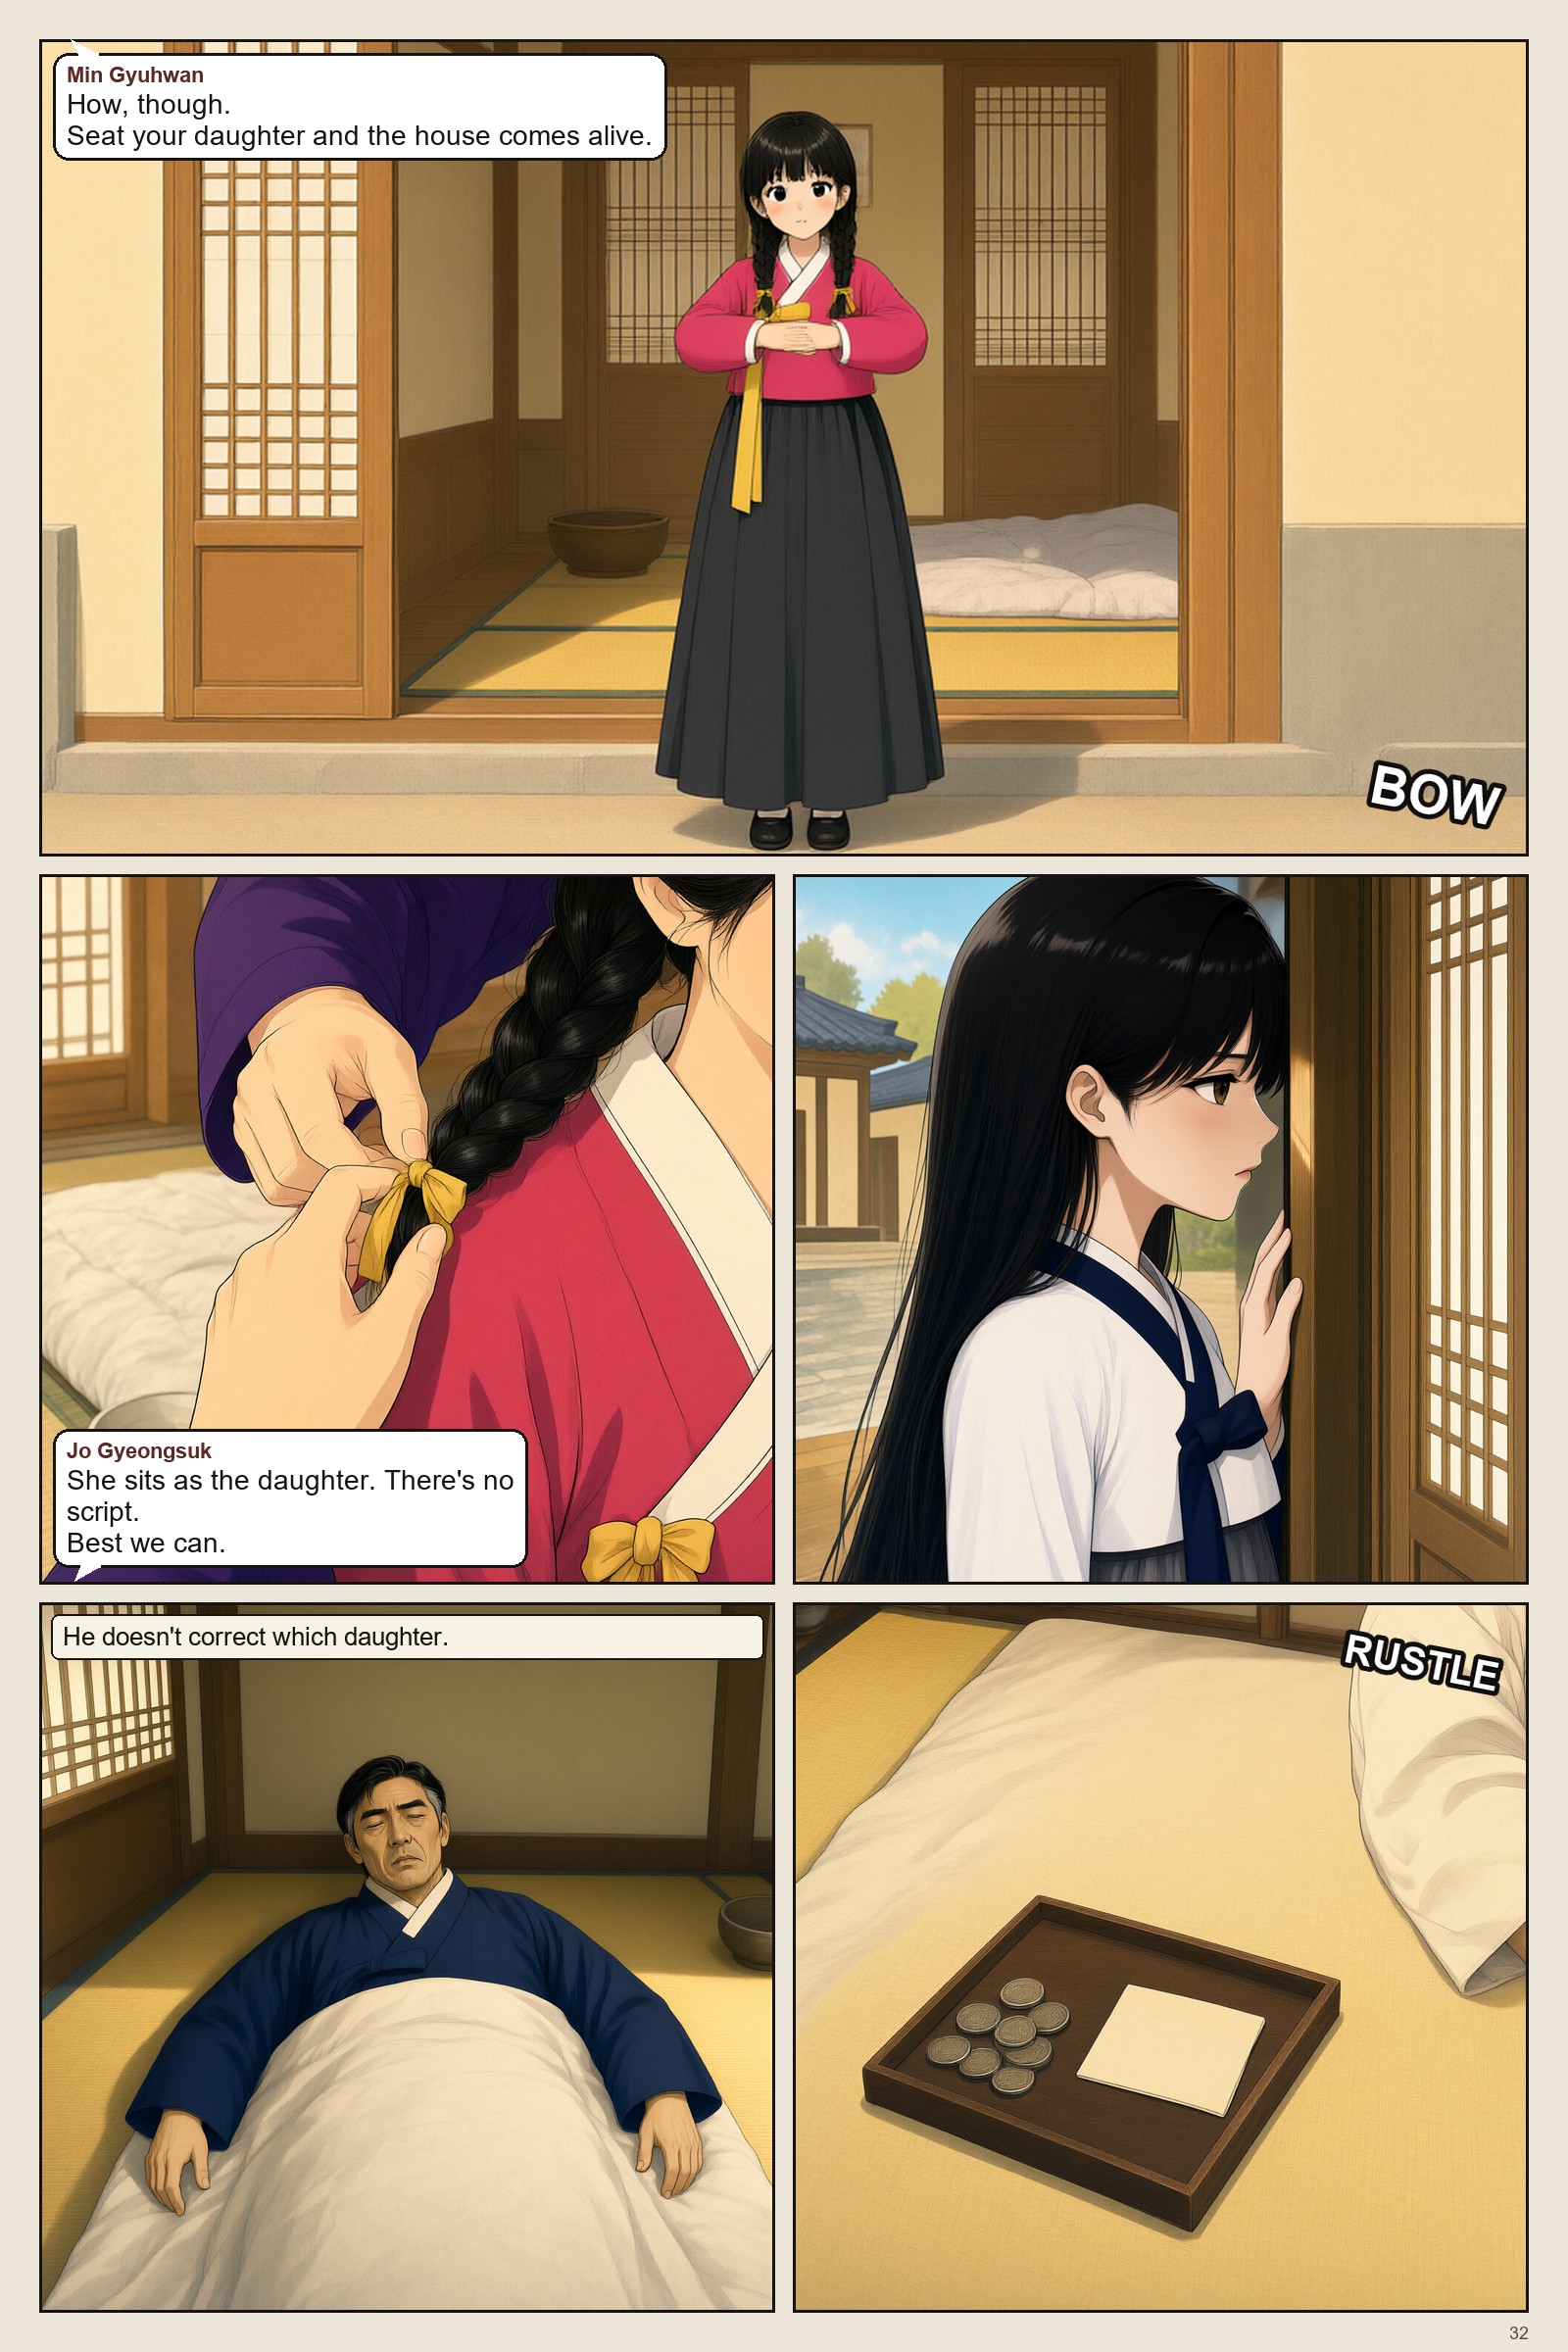 Min Gyuhwan
How, though.
Seat your daughter and the house comes alive.
BOW
Jo Gyeongsuk
She sits as the daughter. There's no
script.
Best we can.
He doesn't correct which daughter.
RUSTLE
32